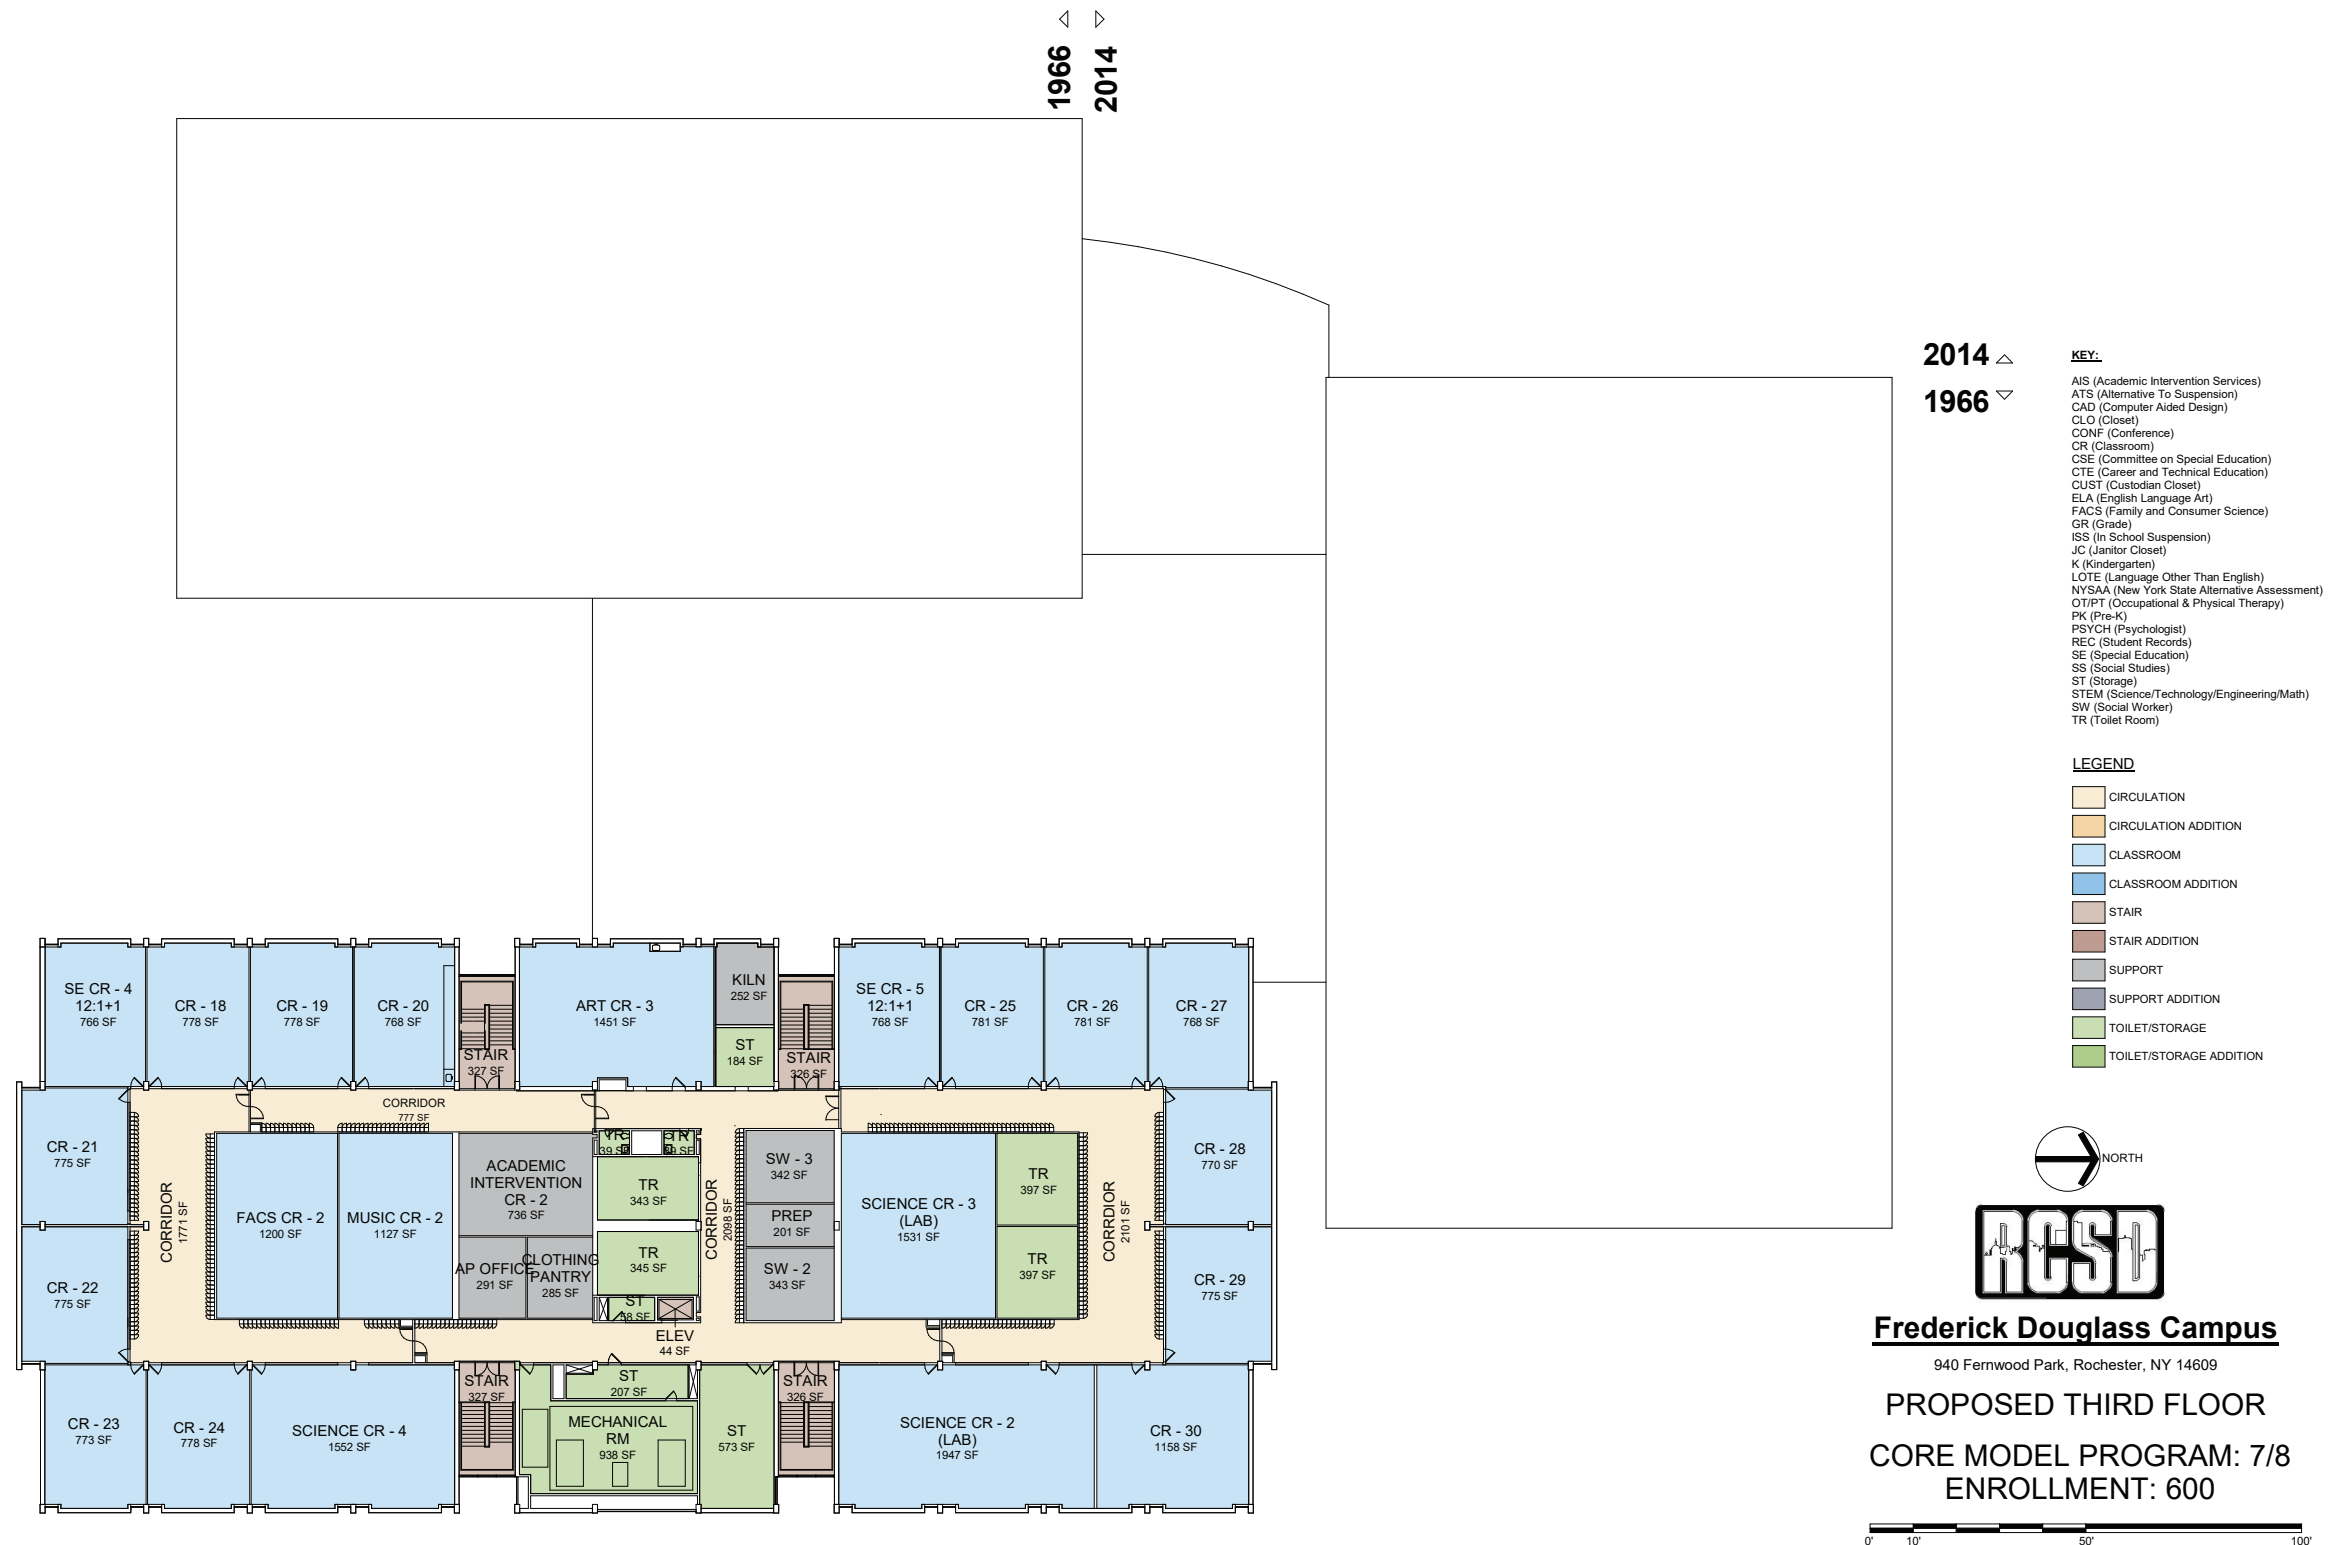 1966
2014
2014
1966
KEY:
AIS (Academic Intervention Services)
ATS (Alternative To Suspension)
CAD (Computer Aided Design)
CLO (Closet)
CONF (Conference)
CR (Classroom)
CSE (Committee on Special Education)
CTE (Career and Technical Education)
CUST (Custodian Closet)
ELA (English Language Art)
FACS (Family and Consumer Science)
GR (Grade)
ISS (In School Suspension)
JC (Janitor Closet)
K (Kindergarten)
LOTE (Language Other Than English)
NYSAA (New York State Alternative Assessment)
OT/PT (Occupational & Physical Therapy)
PK (Pre-K)
PSYCH (Psychologist)
REC (Student Records)
SE (Special Education)
SS (Social Studies)
ST (Storage)
STEM (Science/Technology/Engineering/Math)
SW (Social Worker)
TR (Toilet Room)
LEGEND
CIRCULATION
CIRCULATION ADDITION
CLASSROOM
CLASSROOM ADDITION
STAIR
STAIR ADDITION
SUPPORT
SUPPORT ADDITION
TOILET/STORAGE
TOILET/STORAGE ADDITION
SE CR - 4
12:1+1
766 SF
CR - 18
778 SF
CR - 19
778 SF
CR - 20
768 SF
STAIR
327 SF
ART CR - 3
1451 SF
KILN
252 SF
ST
184 SF
STAIR
326 SF
SE CR - 5
12:1+1
768 SF
CR - 25
781 SF
CR - 26
781 SF
CR - 27
768 SF
CORRIDOR
777 SF
CR - 21
775 SF
CR - 22
775 SF
CORRIDOR
1771 SF
FACS CR - 2
1200 SF
MUSIC CR - 2
1127 SF
ACADEMIC
INTERVENTION
CR - 2
736 SF
AP OFFICE
291 SF
CLOTHING
PANTRY
285 SF
TR
39 SF
TR
39 SF
TR
343 SF
TR
345 SF
ST
58 SF
ELEV
44 SF
CORRIDOR
2098 SF
SW - 3
342 SF
PREP
201 SF
SW - 2
343 SF
SCIENCE CR - 3
(LAB)
1531 SF
TR
397 SF
TR
397 SF
CORRDIOR
2101 SF
CR - 28
770 SF
CR - 29
775 SF
CR - 23
773 SF
CR - 24
778 SF
SCIENCE CR - 4
1552 SF
STAIR
327 SF
ST
207 SF
MECHANICAL
RM
938 SF
ST
573 SF
STAIR
326 SF
SCIENCE CR - 2
(LAB)
1947 SF
CR - 30
1158 SF
NORTH
RCSD
Frederick Douglass Campus
940 Fernwood Park, Rochester, NY 14609
PROPOSED THIRD FLOOR
CORE MODEL PROGRAM: 7/8
ENROLLMENT: 600
0' 10' 50' 100'